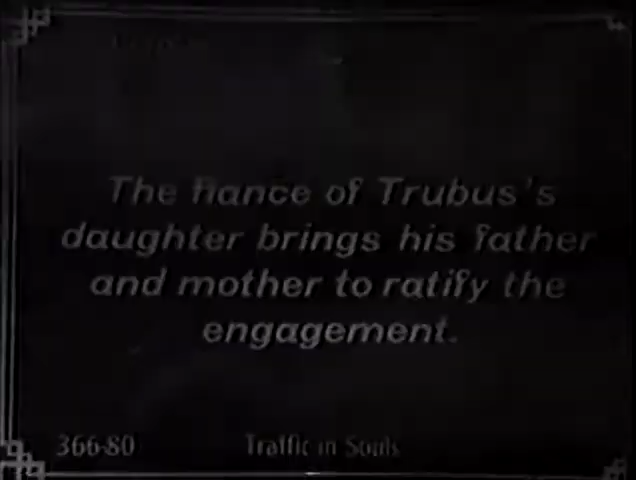 The fiance of Trubus's
daughter brings his father
and mother to ratify the
engagement.
366-80 Traffic in Souls